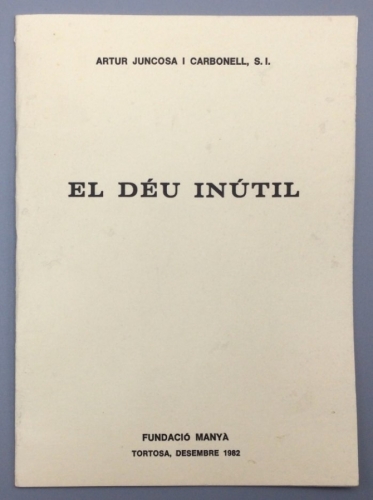 ARTUR JUNCOSA I CARBONELL, S. I.
EL DÉU INÚTIL
FUNDACIÓ MANYÀ
TORTOSA, DESEMBRE 1982